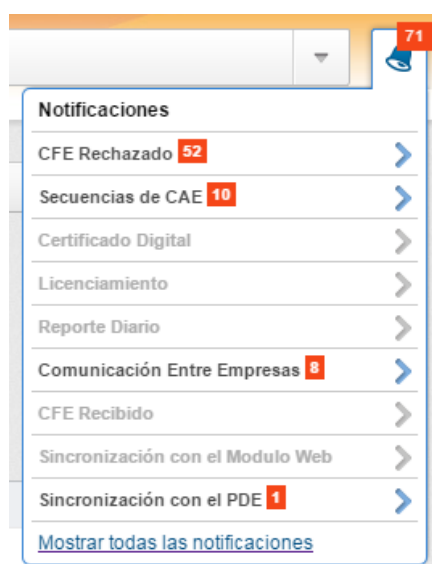 71
Notificaciones
CFE Rechazado 52
Secuencias de CAE 10
Certificado Digital
Licenciamiento
Reporte Diario
Comunicación Entre Empresas 8
CFE Recibido
Sincronización con el Modulo Web
Sincronización con el PDE 1
Mostrar todas las notificaciones